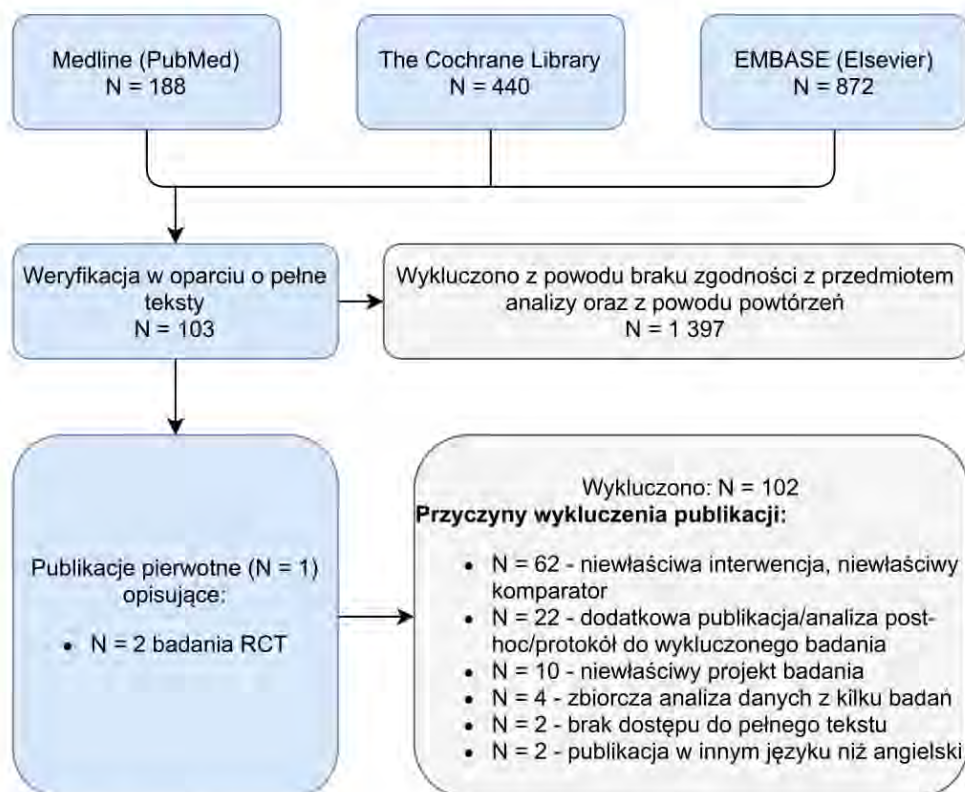 Medline (PubMed)
N = 188
The Cochrane Library
N = 440
EMBASE (Elsevier)
N = 872
Weryfikacja w oparciu o pełne
teksty
N = 103
Wykluczono z powodu braku zgodności z przedmiotem
analizy oraz z powodu powtórzeń
N = 1 397
Publikacje pierwotne (N = 1)
opisujące:
• N = 2 badania RCT
Wykluczono: N = 102
Przyczyny wykluczenia publikacji:
• N = 62 - niewłaściwa interwencja, niewłaściwy
komparator
• N = 22 - dodatkowa publikacja/analiza post-
hoc/protokół do wykluczonego badania
• N = 10 - niewłaściwy projekt badania
• N = 4 - zbiorcza analiza danych z kilku badań
• N = 2 - brak dostępu do pełnego tekstu
• N = 2 - publikacja w innym języku niż angielski